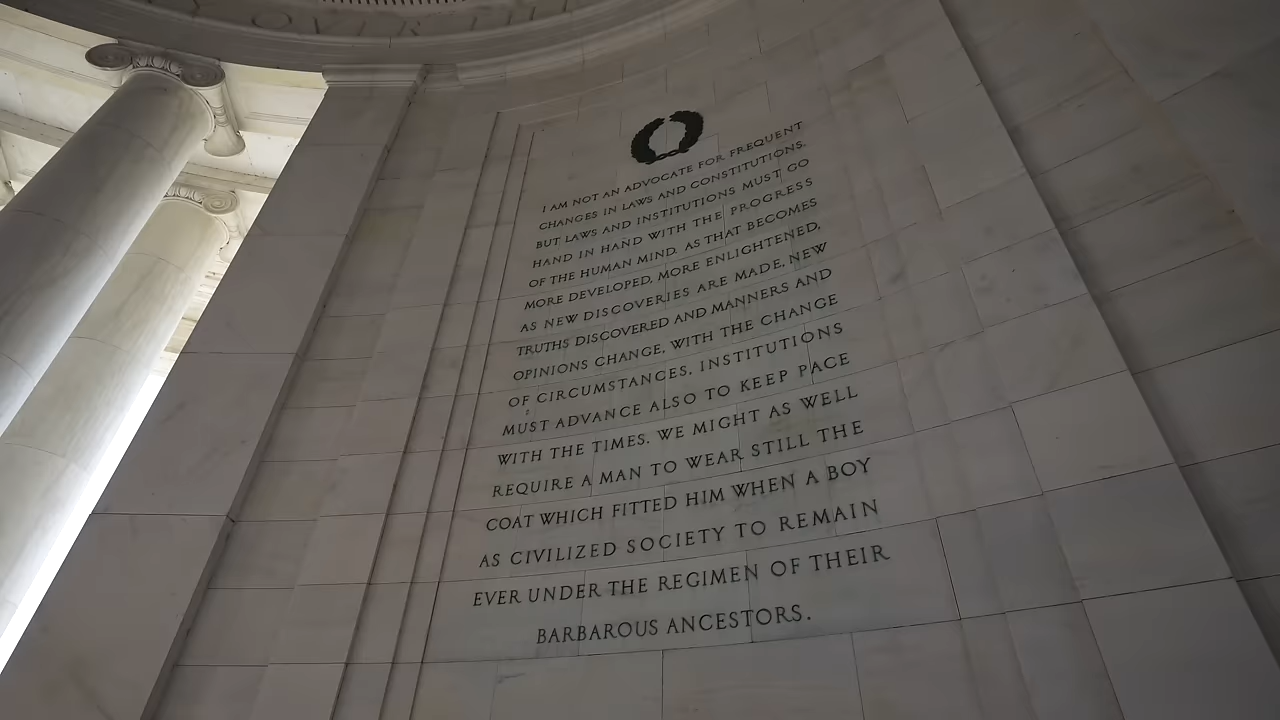 I AM NOT AN ADVOCATE FOR FREQUENT
CHANGES IN LAWS AND CONSTITUTIONS.
BUT LAWS AND INSTITUTIONS MUST GO
HAND IN HAND WITH THE PROGRESS
OF THE HUMAN MIND. AS THAT BECOMES
MORE DEVELOPED, MORE ENLIGHTENED,
AS NEW DISCOVERIES ARE MADE, NEW
TRUTHS DISCOVERED AND MANNERS AND
OPINIONS CHANGE, WITH THE CHANGE
OF CIRCUMSTANCES, INSTITUTIONS
MUST ADVANCE ALSO TO KEEP PACE
WITH THE TIMES. WE MIGHT AS WELL
REQUIRE A MAN TO WEAR STILL THE
COAT WHICH FITTED HIM WHEN A BOY
AS CIVILIZED SOCIETY TO REMAIN
EVER UNDER THE REGIMEN OF THEIR
BARBAROUS ANCESTORS.